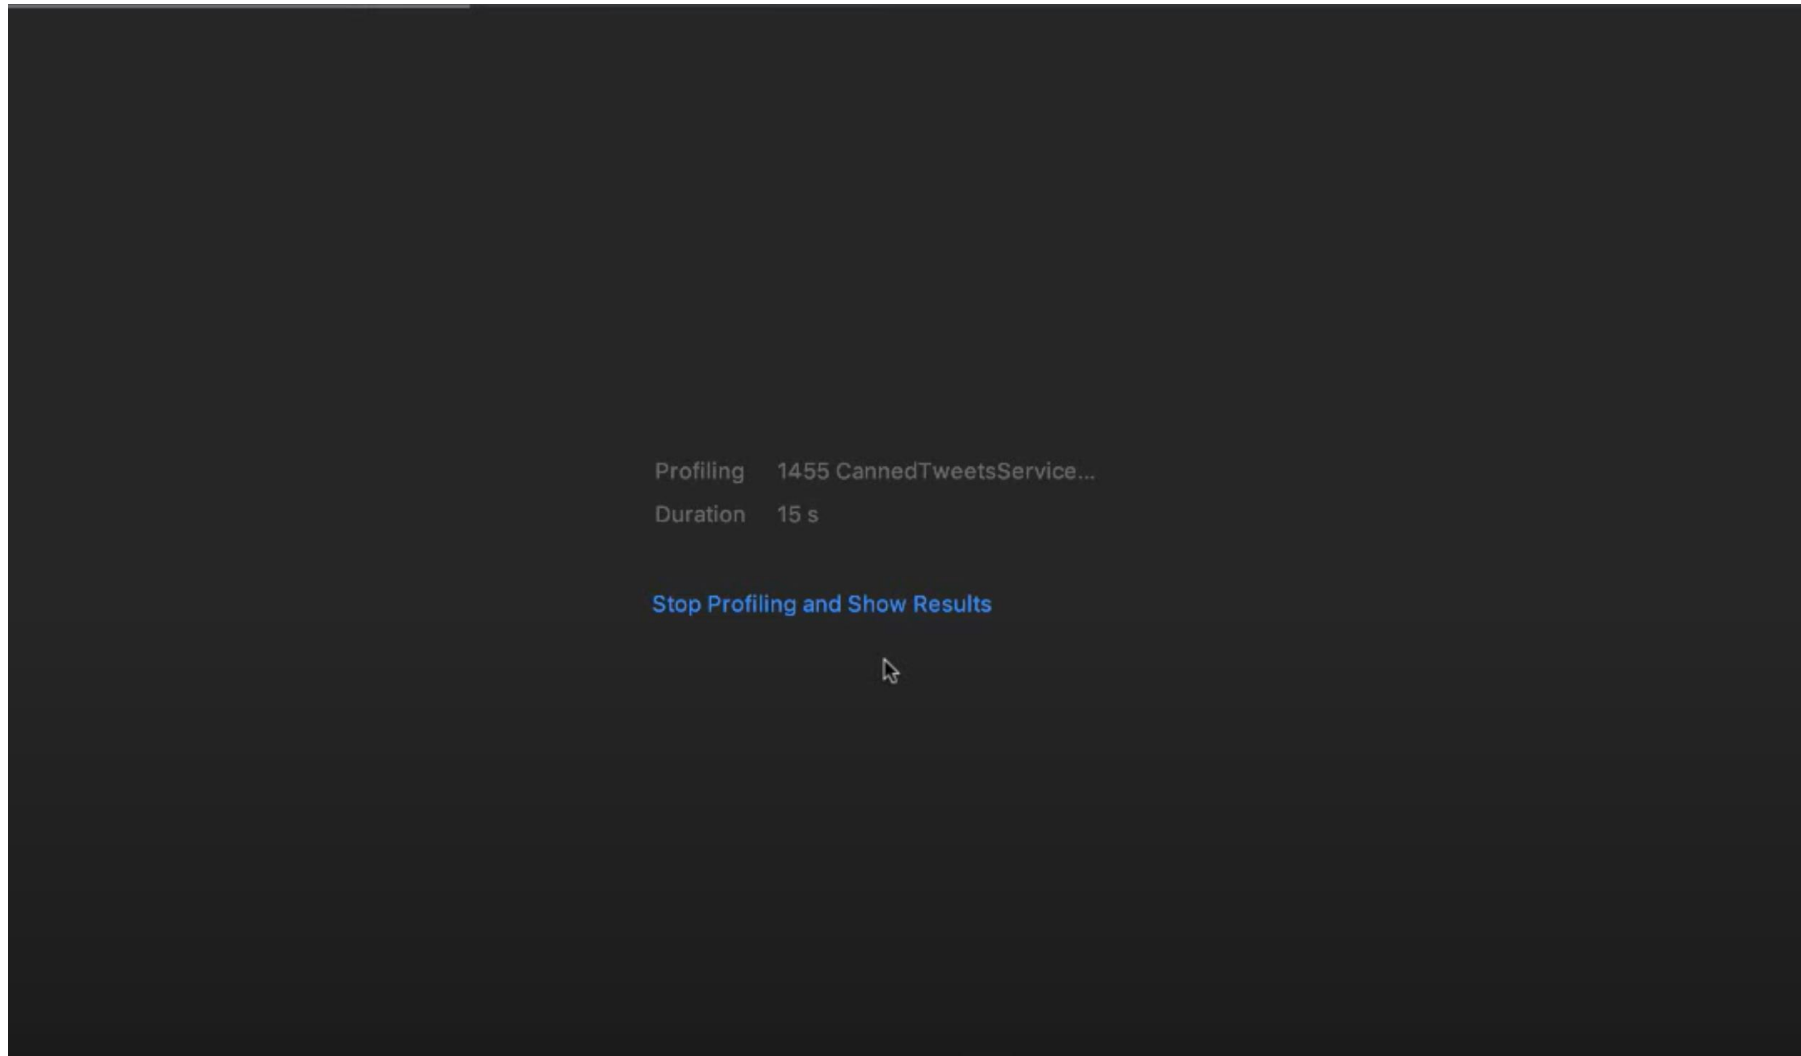 Profiling 1455 CannedTweetsService...
Duration 15 s
Stop Profiling and Show Results